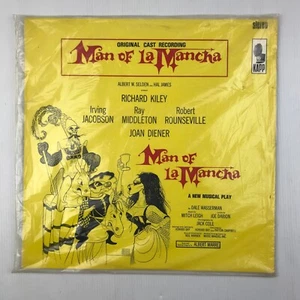 ORIGINAL CAST RECORDING
MAN OF LA MANCHA
KAPP
ALBERT W. SELDEN and HAL JAMES
RICHARD KILEY
Irving Ray Robert
JACOBSON MIDDLETON ROUNSEVILLE
JOAN DIENER
MAN OF
LA MANCHA
A NEW MUSICAL PLAY
by DALE WASSERMAN
MITCH LEIGH JOE DARION
JACK COLE
ALBERT MARRE